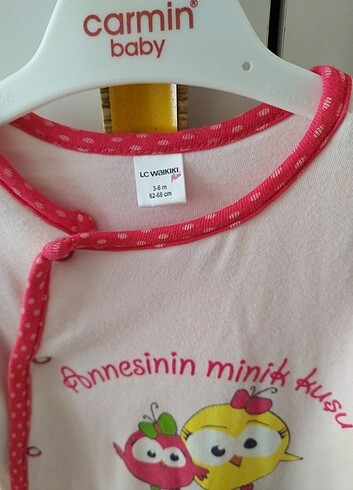 carmin®
baby
LC WAIKIKI
3-6 m
62-68 cm
Annesinin minik kuşu